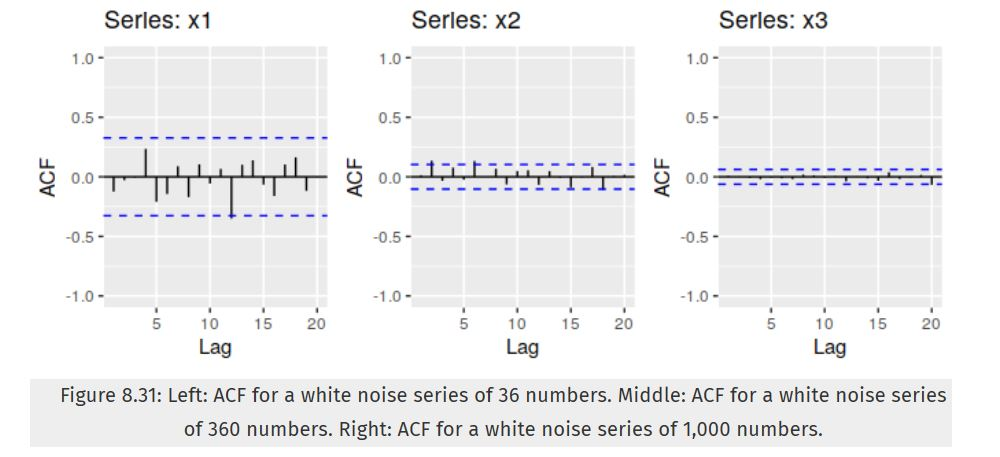 Series: x1
Series: x2
Series: x3
1.0
0.5
0.0
-0.5
-1.0
ACF
5
10
15
20
Lag
1.0
0.5
0.0
-0.5
-1.0
ACF
5
10
15
20
Lag
1.0
0.5
0.0
-0.5
-1.0
ACF
5
10
15
20
Lag
Figure 8.31: Left: ACF for a white noise series of 36 numbers. Middle: ACF for a white noise series
of 360 numbers. Right: ACF for a white noise series of 1,000 numbers.